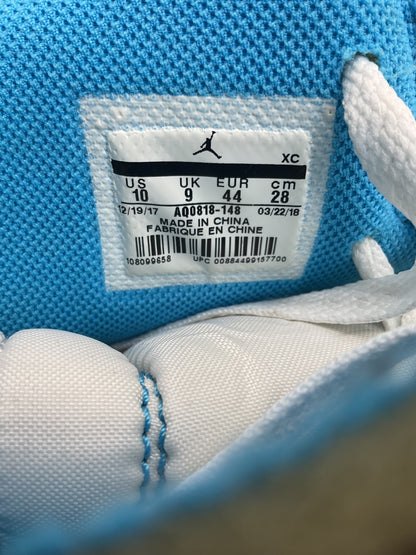 XC
US UK EUR cm
10 9 44 28
12/19/17 AQ0818-148 03/22/18
MADE IN CHINA
FABRIQUE EN CHINE
108099658 UPC 00884499157700